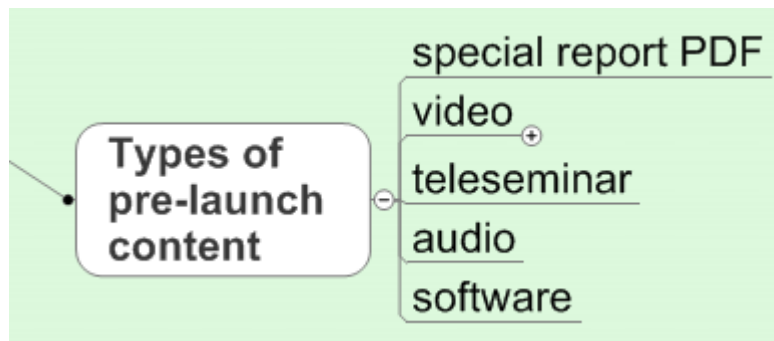 Types of
pre-launch
content
special report PDF
video
teleseminar
audio
software